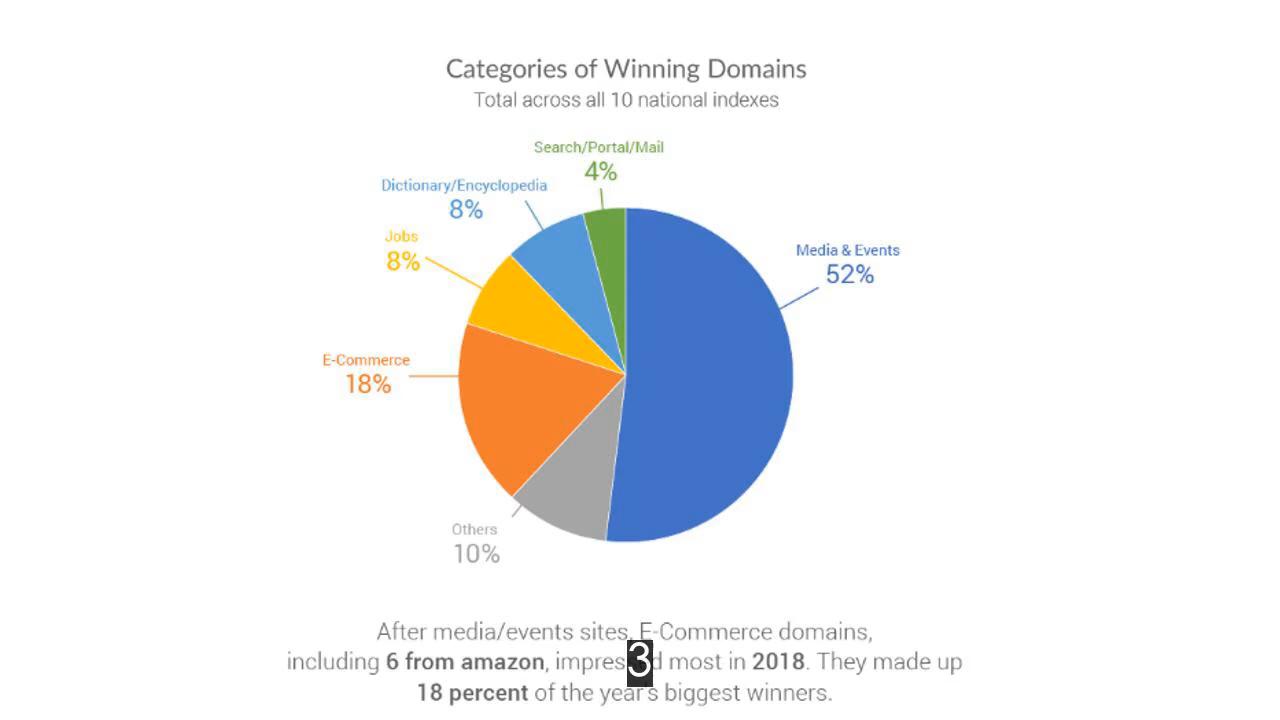 Categories of Winning Domains
Total across all 10 national indexes
Search/Portal/Mail
4%
Dictionary/Encyclopedia
8%
Jobs
8%
Media & Events
52%
E-Commerce
18%
Others
10%
After media/events sites, E-Commerce domains,
including 6 from amazon, impressed most in 2018. They made up
18 percent of the year's biggest winners.
3